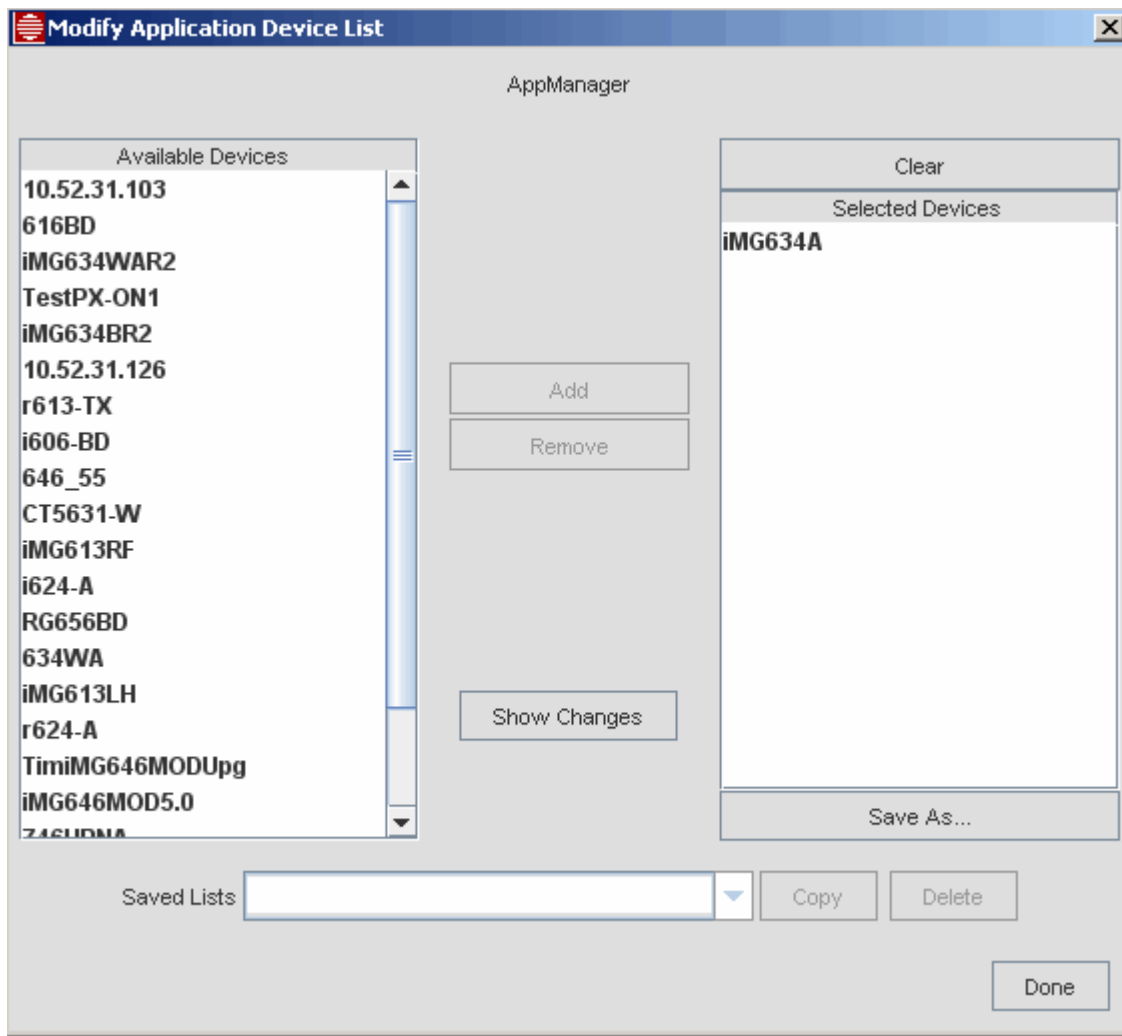 Modify Application Device List
AppManager
Available Devices
10.52.31.103
616BD
iMG634WAR2
TestPX-ON1
iMG634BR2
10.52.31.126
r613-TX
i606-BD
646_55
CT5631-W
iMG613RF
i624-A
RG656BD
634WA
iMG613LH
r624-A
TimiMG646MODUpg
iMG646MOD5.0
Add
Remove
Show Changes
Clear
Selected Devices
iMG634A
Save As...
Saved Lists
Copy
Delete
Done